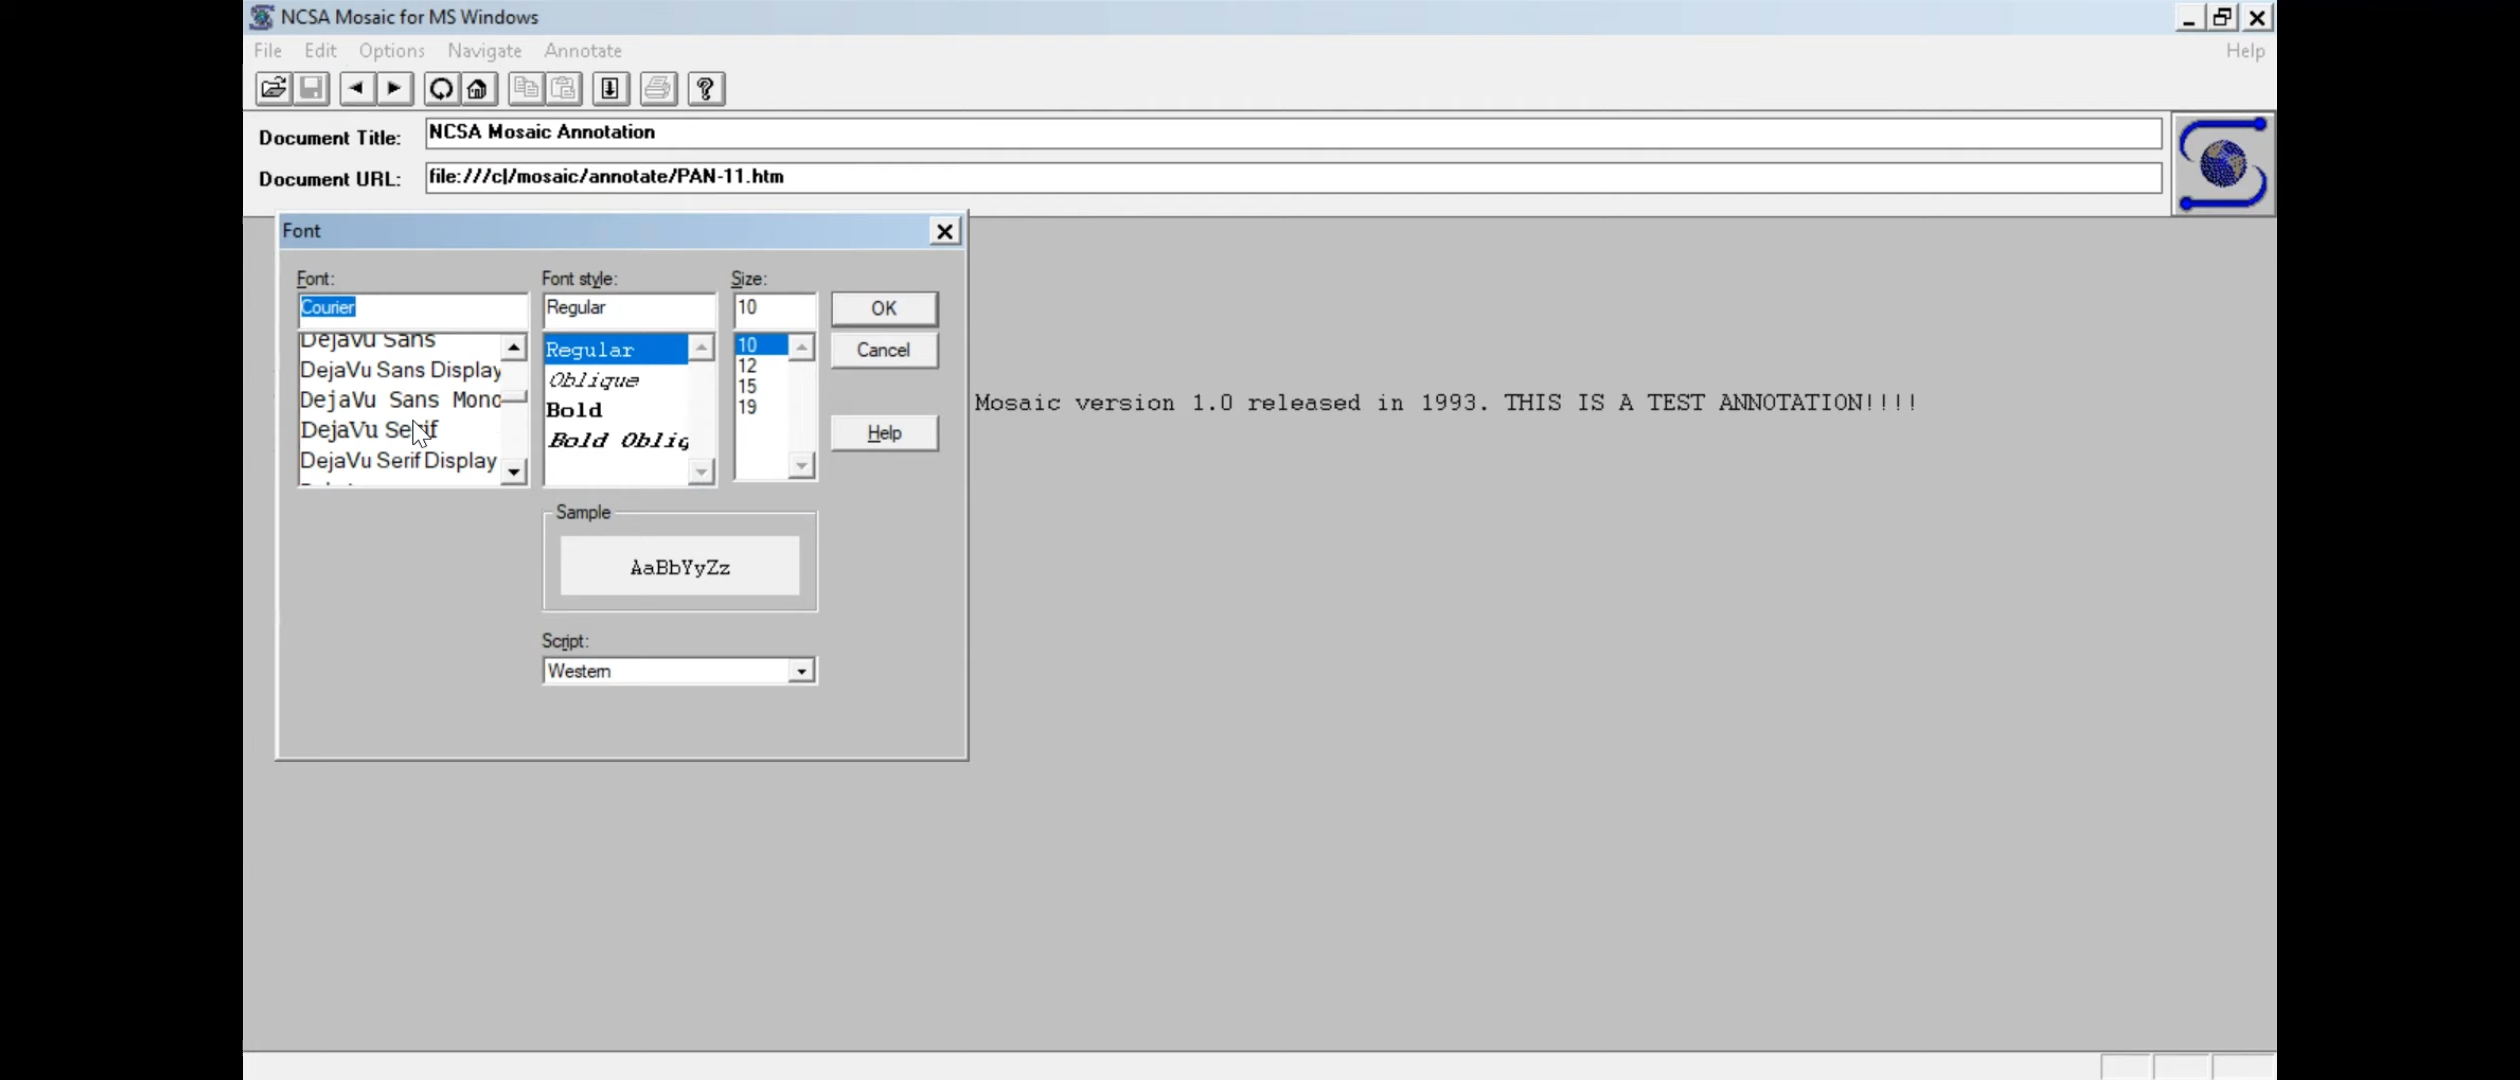 NCSA Mosaic for MS Windows
File Edit Options Navigate Annotate Help
Document Title: NCSA Mosaic Annotation
Document URL: file:///c|/mosaic/annotate/PAN-11.htm
Font
Font: Font style: Size:
Courier Regular 10 OK
DejaVu Sans Regular 10 Cancel
DejaVu Sans Display Oblique 12
DejaVu Sans Mono Bold 15
DejaVu Serif Bold Obliq 19 Help
DejaVu Serif Display
Mosaic version 1.0 released in 1993. THIS IS A TEST ANNOTATION!!!!
Sample
AaBbYyZz
Script:
Western